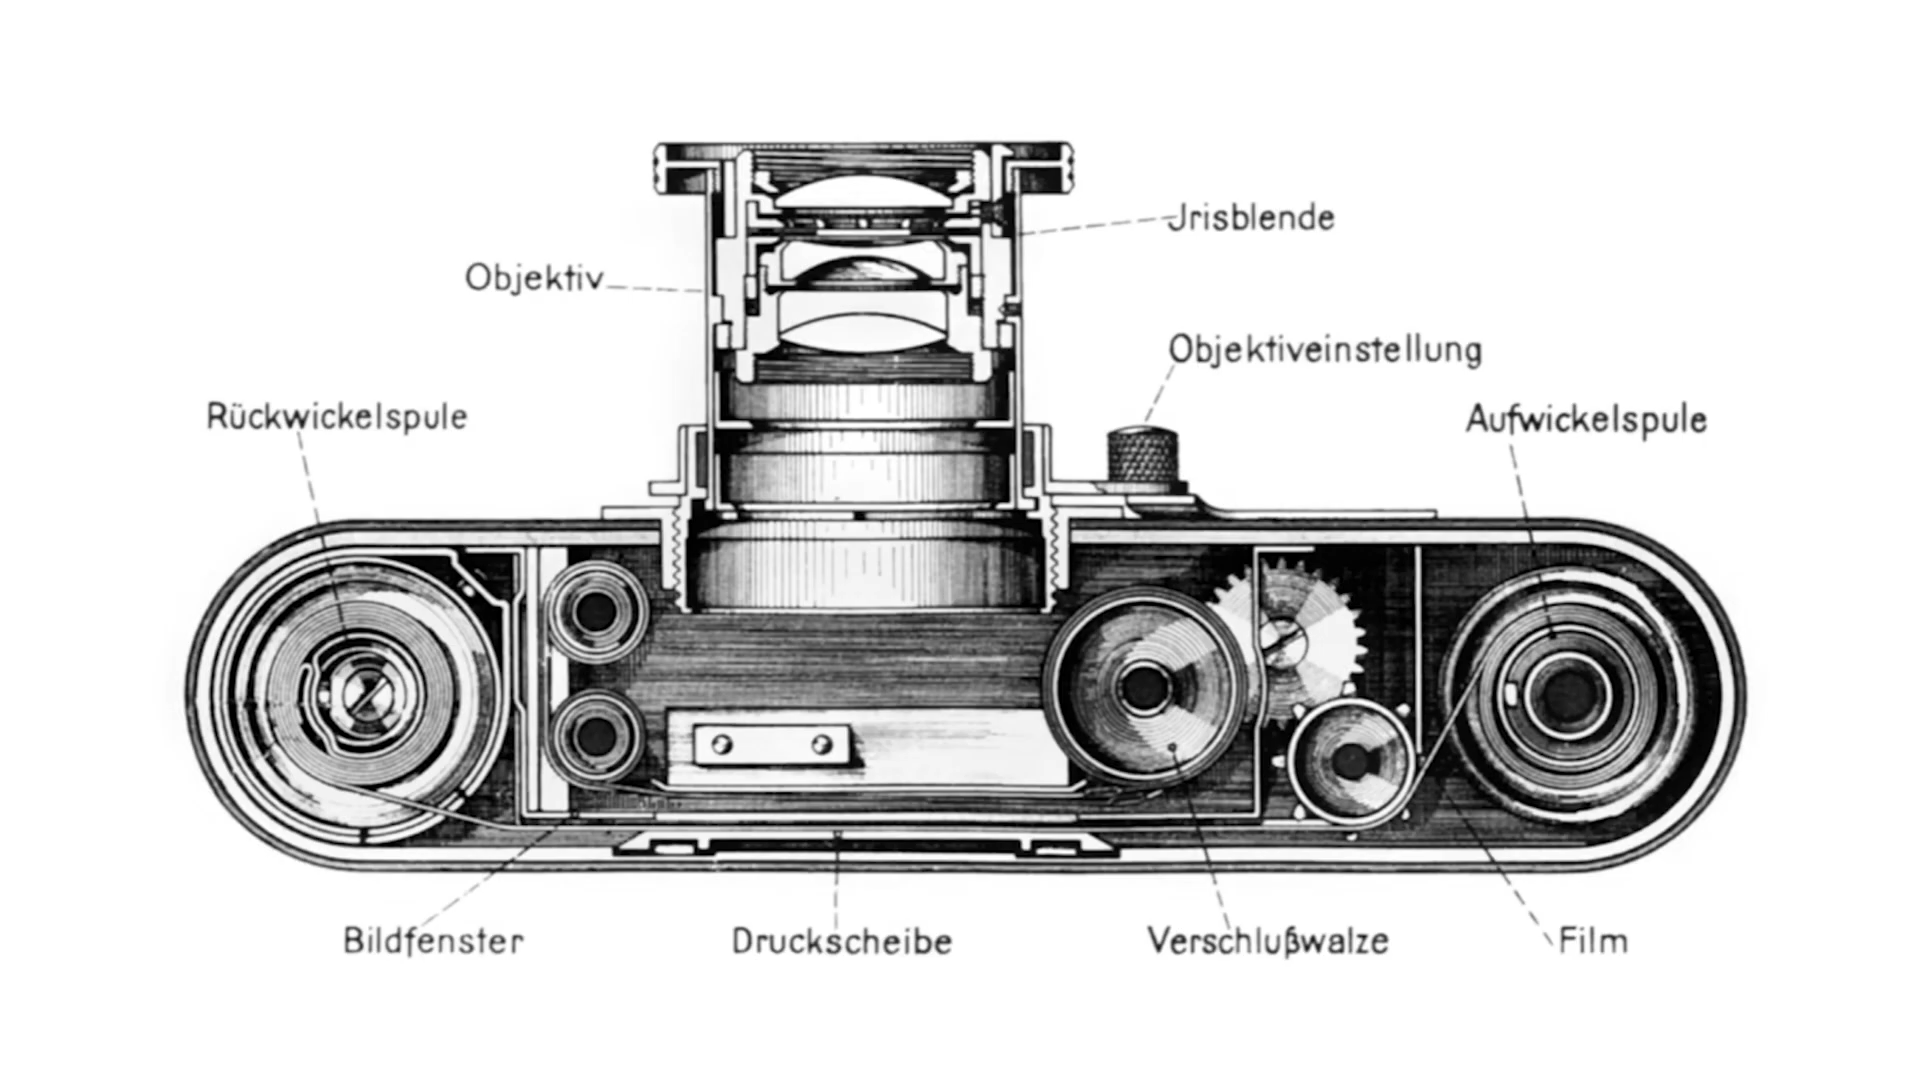 Jrisblende
Objektiv
Objektiveinstellung
Rückwickelspule
Aufwickelspule
Bildfenster
Druckscheibe
Verschlußwalze
Film